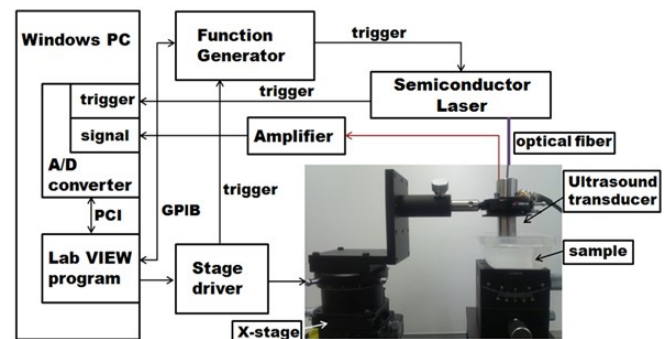 Windows PC
Function
Generator
trigger
Semiconductor
Laser
trigger
trigger
signal
Amplifier
optical fiber
A/D
converter
trigger
Ultrasound
transducer
PCI
GPIB
Lab VIEW
program
Stage
driver
sample
X-stage